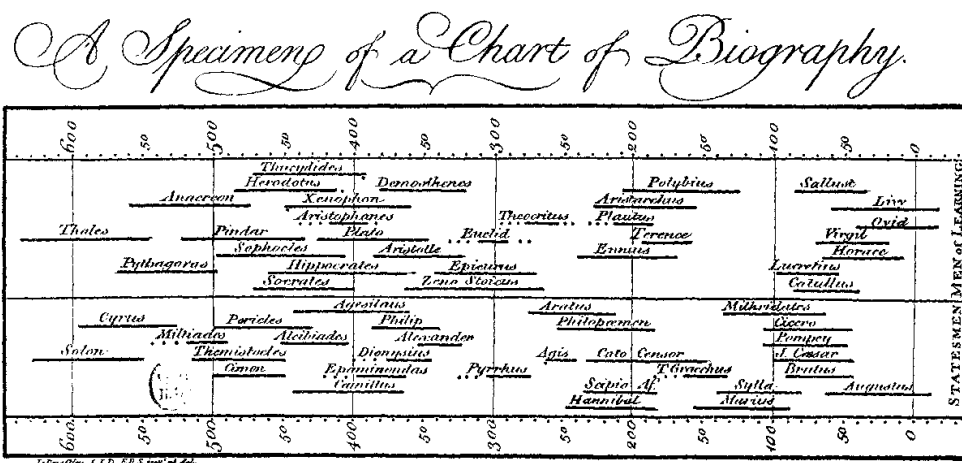 A Specimen of a Chart of Biography.
600 50 500 50 400 50 300 50 200 50 100 50 0
Thucydides
Herodotus Demosthenes Polybius Sallust
Anacreon Xenophon Aristarchus Livy
Aristophanes Theocritus Plautus Ovid
Thales Pindar Plato Euclid Terence Virgil
Sophocles Aristotle Ennius Horace
Pythagoras Hippocrates Epicurus Lucretius
Socrates Zeno Stoicus Catullus
MEN of LEARNING
Agesilaus Aratus Mithridates
Cyrus Pericles Philip Philopœmen Cicero
Miltiades Alcibiades Alexander Pompey
Solon Themistocles Dionysius Agis Cato Censor J. Cæsar
Cimon Epaminondas Pyrrhus T. Gracchus Brutus
Camillus Scipio Af. Sylla Augustus
Hannibal Marius
STATESMEN
600 50 500 50 400 50 300 50 200 50 100 50 0